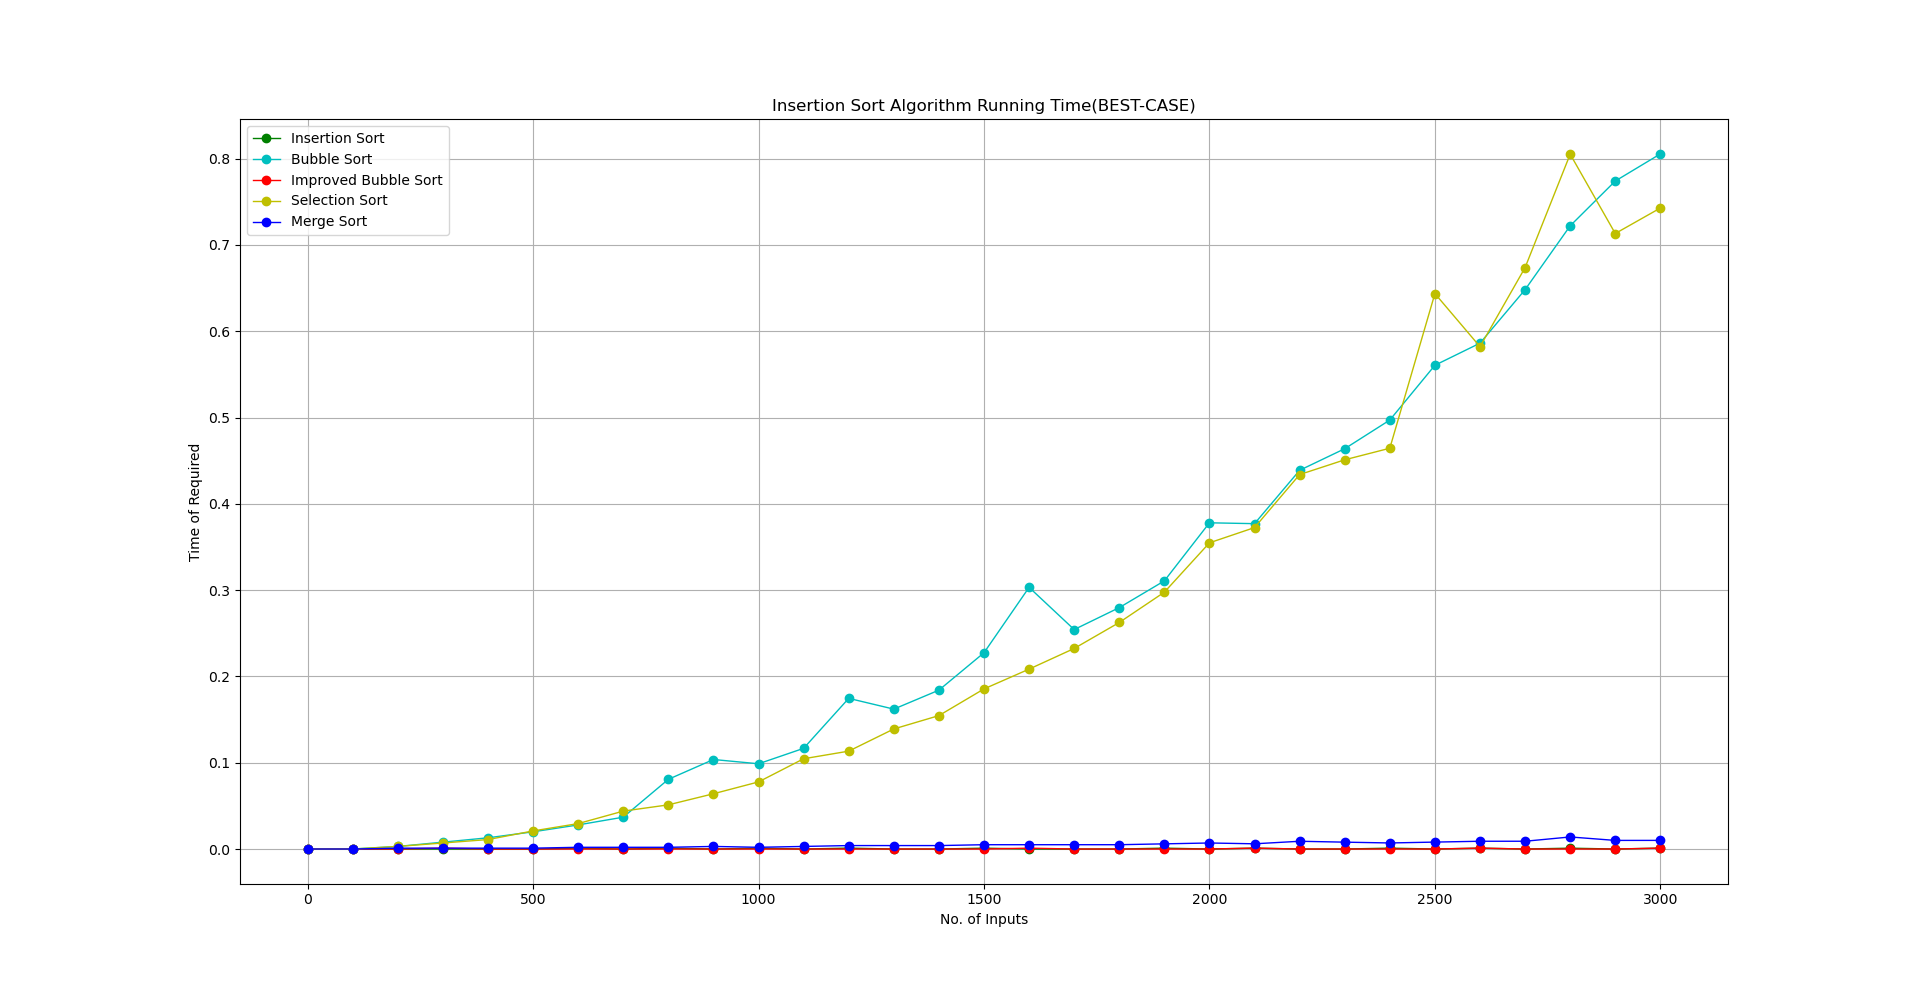 Insertion Sort Algorithm Running Time(BEST-CASE)
Insertion Sort
Bubble Sort
Improved Bubble Sort
Selection Sort
Merge Sort
0.8
0.7
0.6
0.5
0.4
0.3
0.2
0.1
0.0
Time of Required
0 500 1000 1500 2000 2500 3000
No. of Inputs